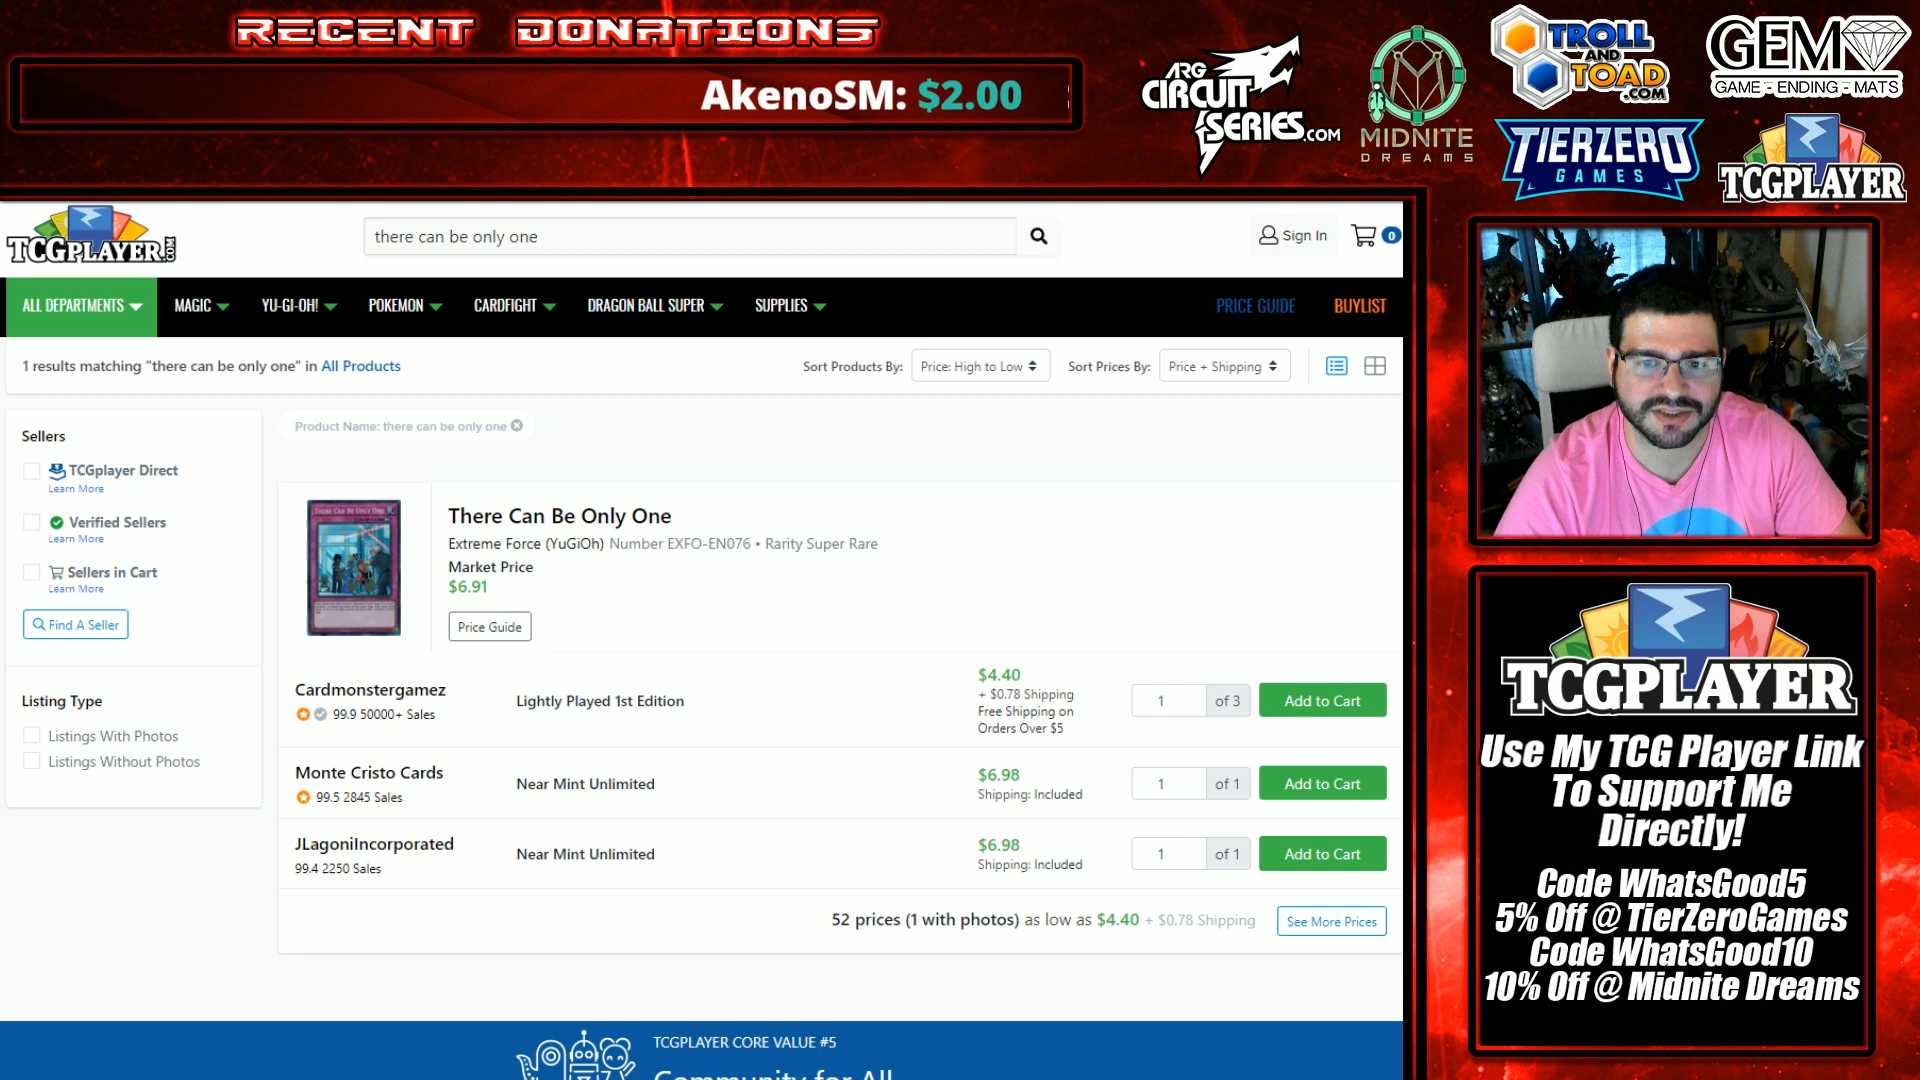 RECENT DONATIONS
AkenoSM: $2.00
ARG
CIRCUIT
SERIES.COM
MIDNITE
DREAMS
TROLL
AND
TOAD
.COM
GEM
GAME - ENDING - MATS
TIERZERO
GAMES
TCGPLAYER
TCGPLAYER.COM
there can be only one
Sign In
0
ALL DEPARTMENTS MAGIC YU-GI-OH! POKEMON CARDFIGHT DRAGON BALL SUPER SUPPLIES PRICE GUIDE BUYLIST
1 results matching "there can be only one" in All Products
Sort Products By: Price: High to Low Sort Prices By: Price + Shipping
Sellers
TCGplayer Direct
Learn More
Verified Sellers
Learn More
Sellers in Cart
Learn More
Find A Seller
Listing Type
Listings With Photos
Listings Without Photos
Product Name: there can be only one
THERE CAN BE ONLY ONE
There Can Be Only One
Extreme Force (YuGiOh) Number EXFO-EN076 • Rarity Super Rare
Market Price
$6.91
Price Guide
Cardmonstergamez
99.9 50000+ Sales
Lightly Played 1st Edition
$4.40
+ $0.78 Shipping
Free Shipping on
Orders Over $5
1 of 3 Add to Cart
Monte Cristo Cards
99.5 2845 Sales
Near Mint Unlimited
$6.98
Shipping: Included
1 of 1 Add to Cart
JLagoniIncorporated
99.4 2250 Sales
Near Mint Unlimited
$6.98
Shipping: Included
1 of 1 Add to Cart
52 prices (1 with photos) as low as $4.40 + $0.78 Shipping
See More Prices
TCGPLAYER CORE VALUE #5
Community for All
TCGPLAYER
Use My TCG Player Link
To Support Me
Directly!
Code WhatsGood5
5% Off @ TierZeroGames
Code WhatsGood10
10% Off @ Midnite Dreams